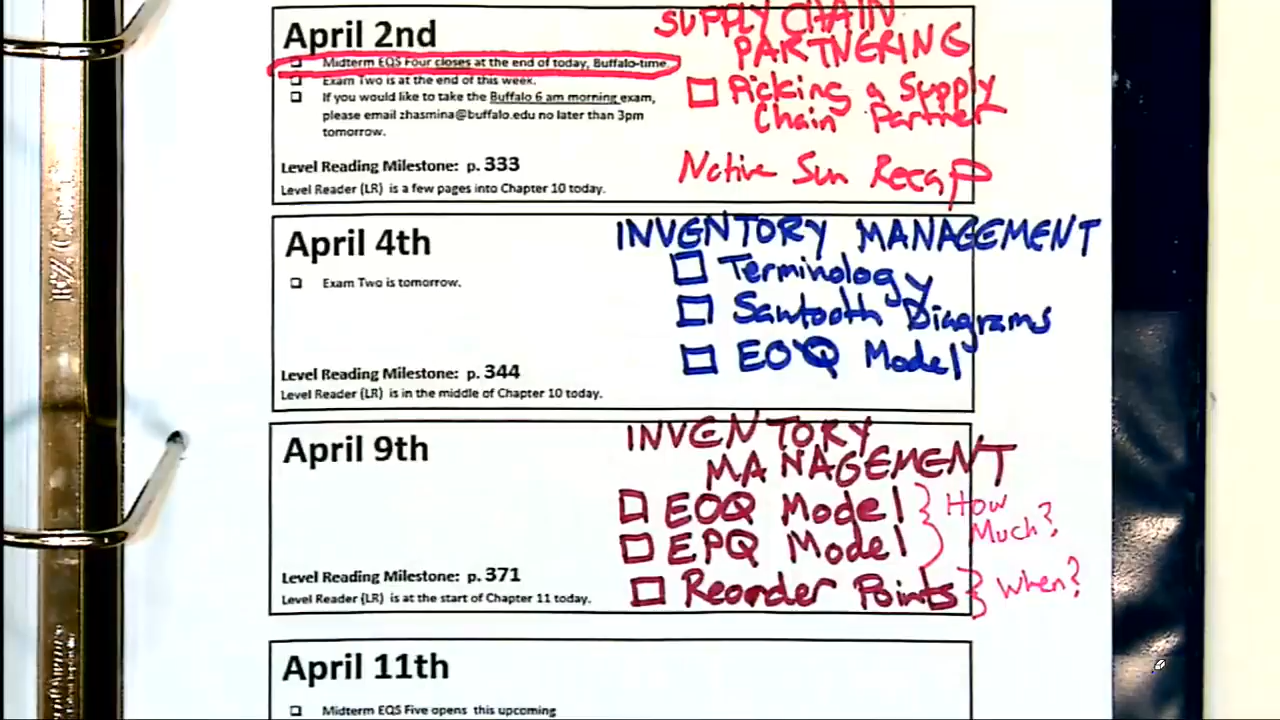 April 2nd
SUPPLY CHAIN
PARTNERING
Midterm EQS Four closes at the end of today, Buffalo-time.
Exam Two is at the end of this week.
Picking a Supply
Chain Partner
If you would like to take the Buffalo 6 am morning exam,
please email zhasmina@buffalo.edu no later than 3pm
tomorrow.
Level Reading Milestone: p. 333
Native Sun Recap
Level Reader (LR) is a few pages into Chapter 10 today.
April 4th
INVENTORY MANAGEMENT
Terminology
Exam Two is tomorrow.
Sawtooth Diagrams
EOQ Model
Level Reading Milestone: p. 344
Level Reader (LR) is in the middle of Chapter 10 today.
April 9th
INVENTORY
MANAGEMENT
EOQ Model
EPQ Model
How
Much?
Reorder Points
When?
Level Reading Milestone: p. 371
Level Reader (LR) is at the start of Chapter 11 today.
April 11th
Midterm EQS Five opens this upcoming